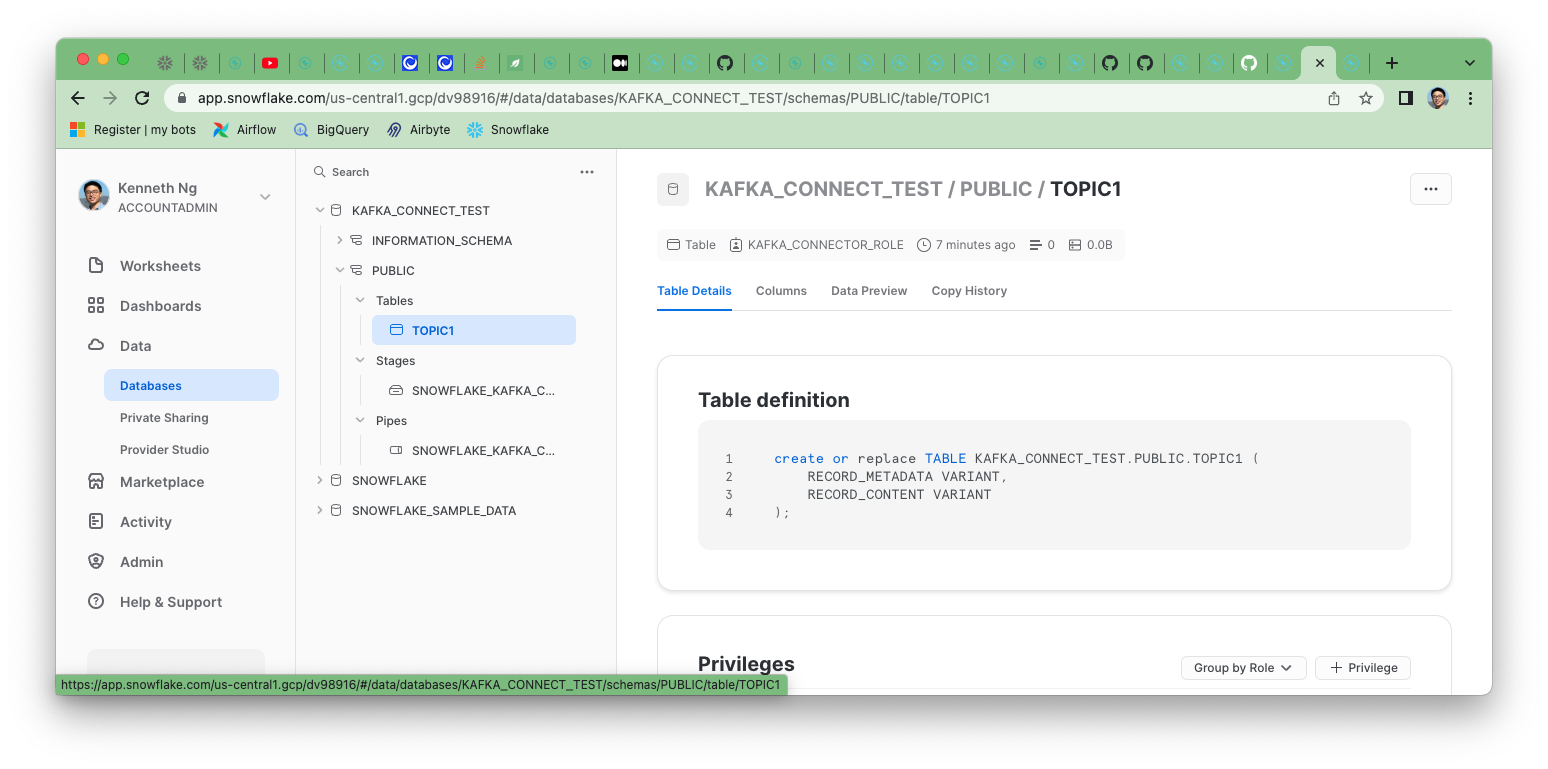 app.snowflake.com/us-central1.gcp/dv98916/#/data/databases/KAFKA_CONNECT_TEST/schemas/PUBLIC/table/TOPIC1
Register | my bots Airflow BigQuery Airbyte Snowflake
Kenneth Ng
ACCOUNTADMIN
Worksheets
Dashboards
Data
Databases
Private Sharing
Provider Studio
Marketplace
Activity
Admin
Help & Support
Search
KAFKA_CONNECT_TEST
INFORMATION_SCHEMA
PUBLIC
Tables
TOPIC1
Stages
SNOWFLAKE_KAFKA_C...
Pipes
SNOWFLAKE_KAFKA_C...
SNOWFLAKE
SNOWFLAKE_SAMPLE_DATA
KAFKA_CONNECT_TEST / PUBLIC / TOPIC1
Table KAFKA_CONNECTOR_ROLE 7 minutes ago 0 0.0B
Table Details Columns Data Preview Copy History
Table definition
1 create or replace TABLE KAFKA_CONNECT_TEST.PUBLIC.TOPIC1 (
2 RECORD_METADATA VARIANT,
3 RECORD_CONTENT VARIANT
4 );
Privileges
Group by Role + Privilege
https://app.snowflake.com/us-central1.gcp/dv98916/#/data/databases/KAFKA_CONNECT_TEST/schemas/PUBLIC/table/TOPIC1